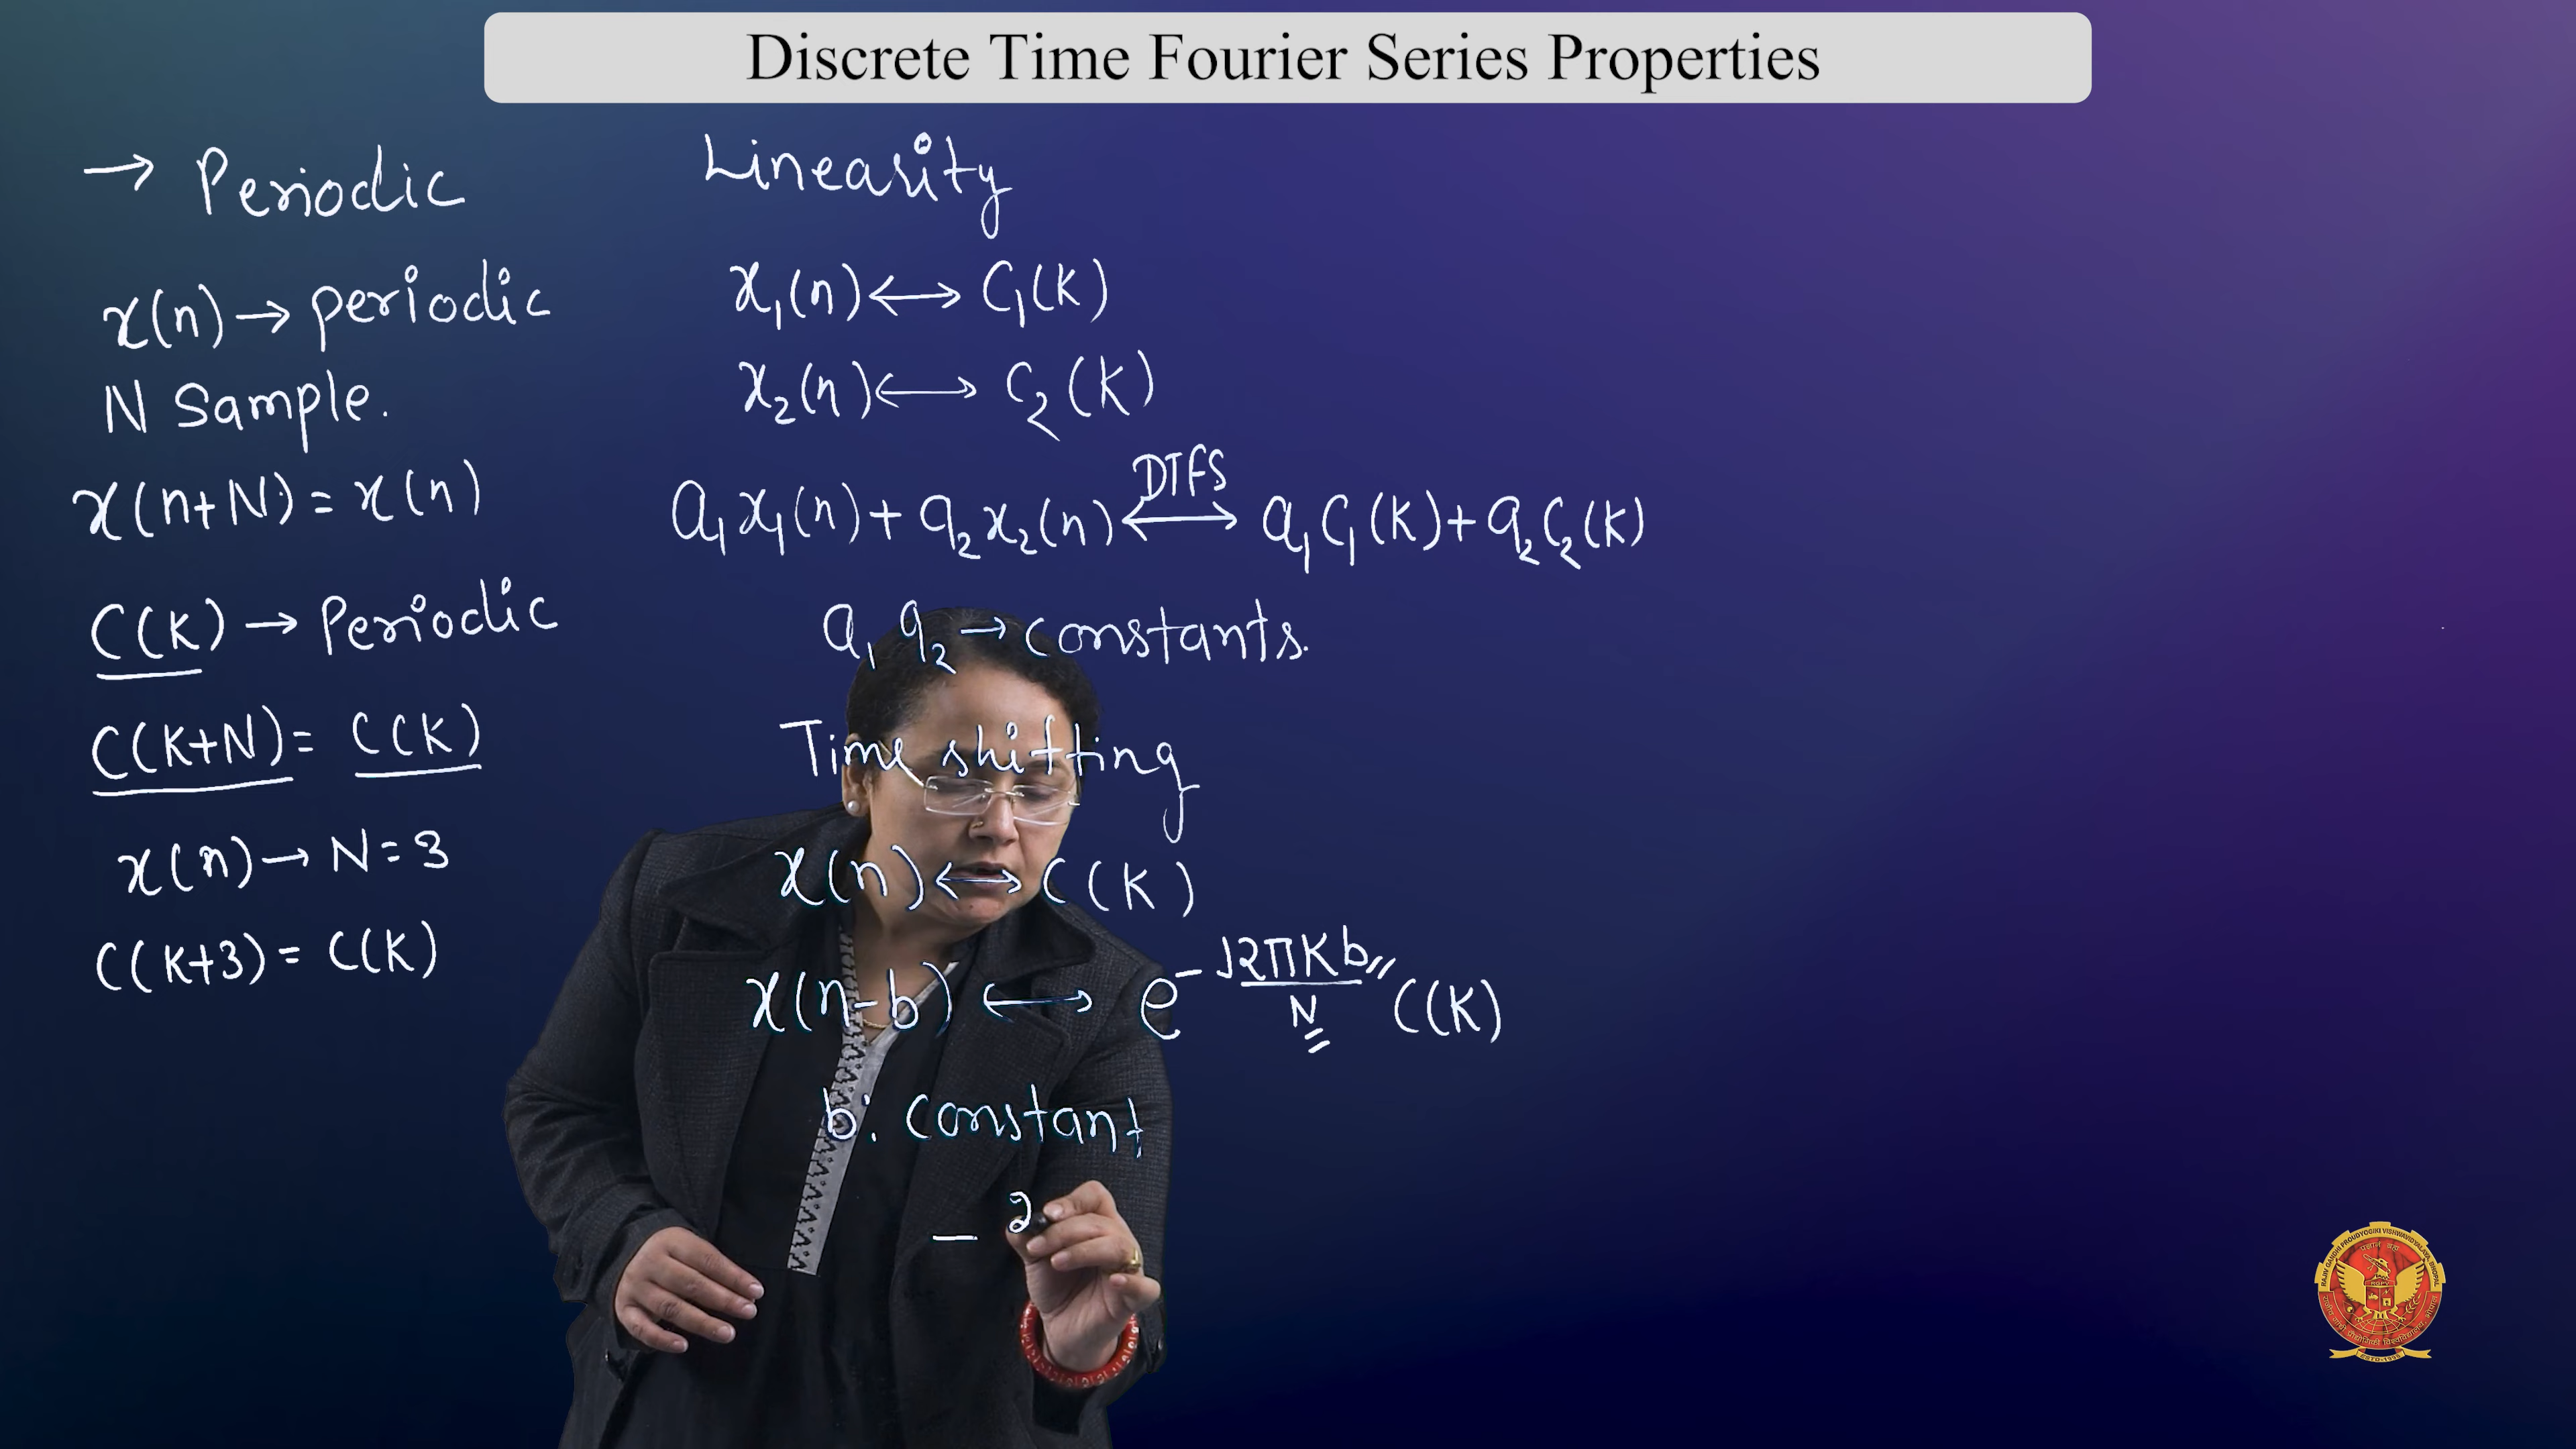 Discrete Time Fourier Series Properties
→ Periodic
x(n) → periodic
N Sample.
x(n+N) = x(n)
C(K) → Periodic
C(K+N) = C(K)
x(n) → N = 3
C(K+3) = C(K)
Linearity
x₁(n) ↔ C₁(K)
x₂(n) ↔ C₂(K)
a₁x₁(n) + a₂x₂(n) ↔ DTFS a₁C₁(K) + a₂C₂(K)
a₁ a₂ → constants.
Time shifting
x(n) ↔ C(K)
x(n-b) ↔ e^(-j2πKb/N) C(K)
b: constant
_ 2